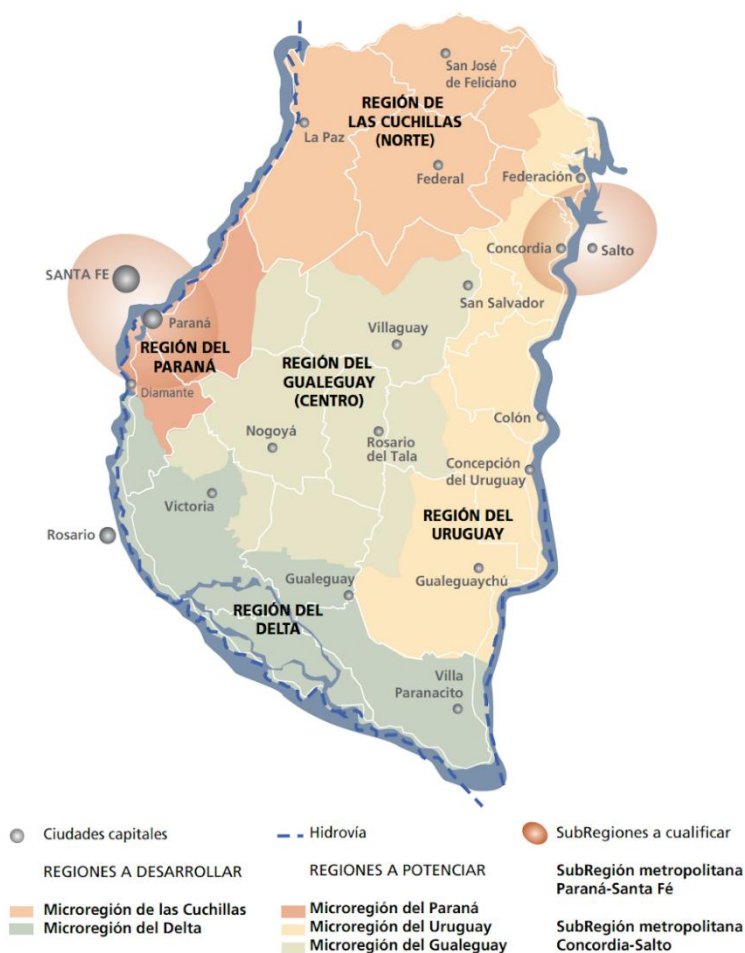 San José
de Feliciano
REGIÓN DE
LAS CUCHILLAS
(NORTE)
La Paz
Federal
Federación
SANTA FE
Concordia
Salto
San Salvador
Paraná
Villaguay
REGIÓN DEL
PARANÁ
REGIÓN DEL
GUALEGUAY
(CENTRO)
Diamante
Colón
Nogoyá
Rosario
del Tala
Concepción
del Uruguay
Victoria
REGIÓN DEL
URUGUAY
Rosario
Gualeguay
Gualeguaychú
REGIÓN DEL
DELTA
Villa
Paranacito
Ciudades capitales
Hidrovía
SubRegiones a cualificar
REGIONES A DESARROLLAR
REGIONES A POTENCIAR
SubRegión metropolitana
Paraná-Santa Fé
Microregión de las Cuchillas
Microregión del Delta
Microregión del Paraná
Microregión del Uruguay
Microregión del Gualeguay
SubRegión metropolitana
Concordia-Salto